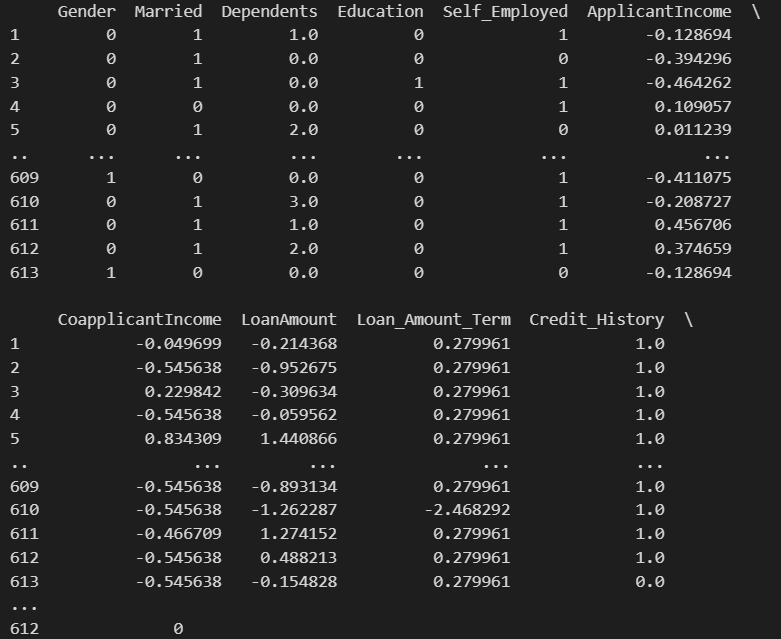 Gender Married Dependents Education Self_Employed ApplicantIncome \
1 0 1 1.0 0 1 -0.128694
2 0 1 0.0 0 0 -0.394296
3 0 1 0.0 1 1 -0.464262
4 0 0 0.0 0 1 0.109057
5 0 1 2.0 0 0 0.011239
.. ... ... ... ... ... ...
609 1 0 0.0 0 1 -0.411075
610 0 1 3.0 0 1 -0.208727
611 0 1 1.0 0 1 0.456706
612 0 1 2.0 0 1 0.374659
613 1 0 0.0 0 0 -0.128694
CoapplicantIncome LoanAmount Loan_Amount_Term Credit_History \
1 -0.049699 -0.214368 0.279961 1.0
2 -0.545638 -0.952675 0.279961 1.0
3 0.229842 -0.309634 0.279961 1.0
4 -0.545638 -0.059562 0.279961 1.0
5 0.834309 1.440866 0.279961 1.0
.. ... ... ... ...
609 -0.545638 -0.893134 0.279961 1.0
610 -0.545638 -1.262287 -2.468292 1.0
611 -0.466709 1.274152 0.279961 1.0
612 -0.545638 0.488213 0.279961 1.0
613 -0.545638 -0.154828 0.279961 0.0
...
612 0